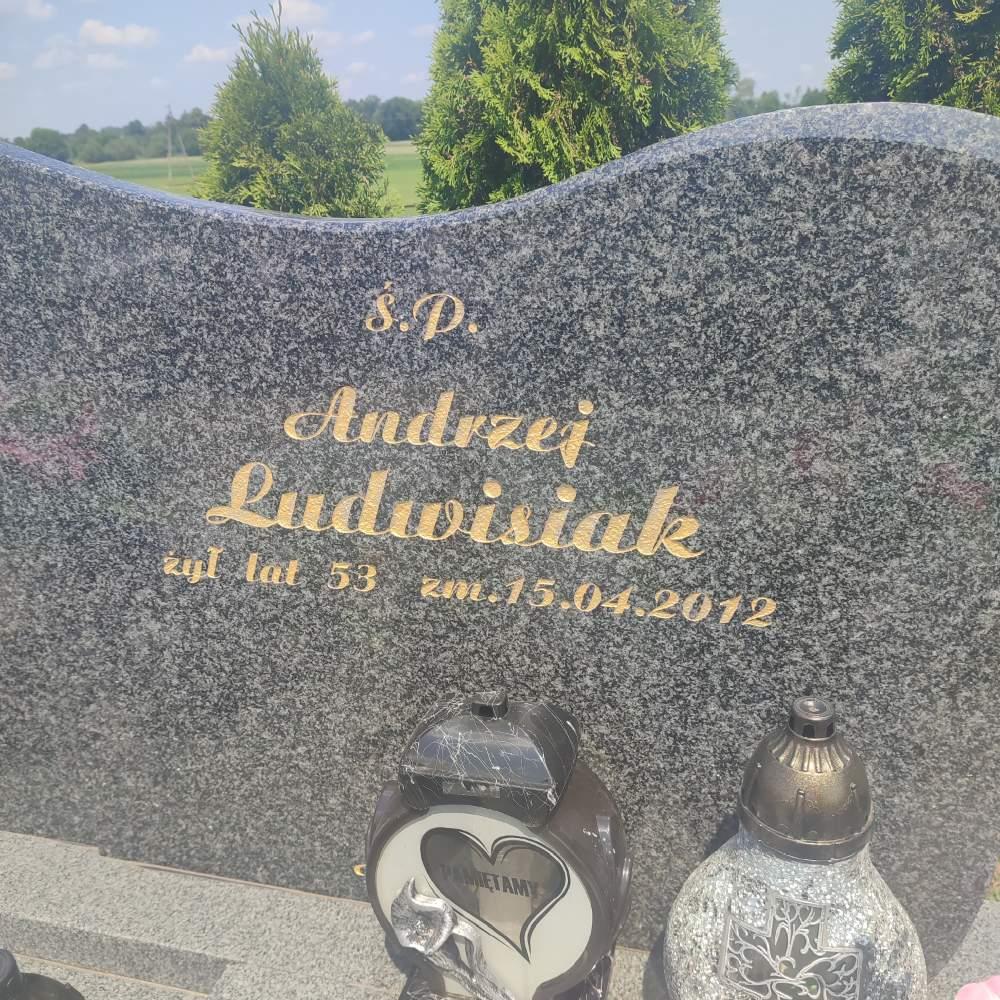 Ś.P.
Andrzej
Ludwisiak
żył lat 53 zm.15.04.2012
PAMIĘTAMY